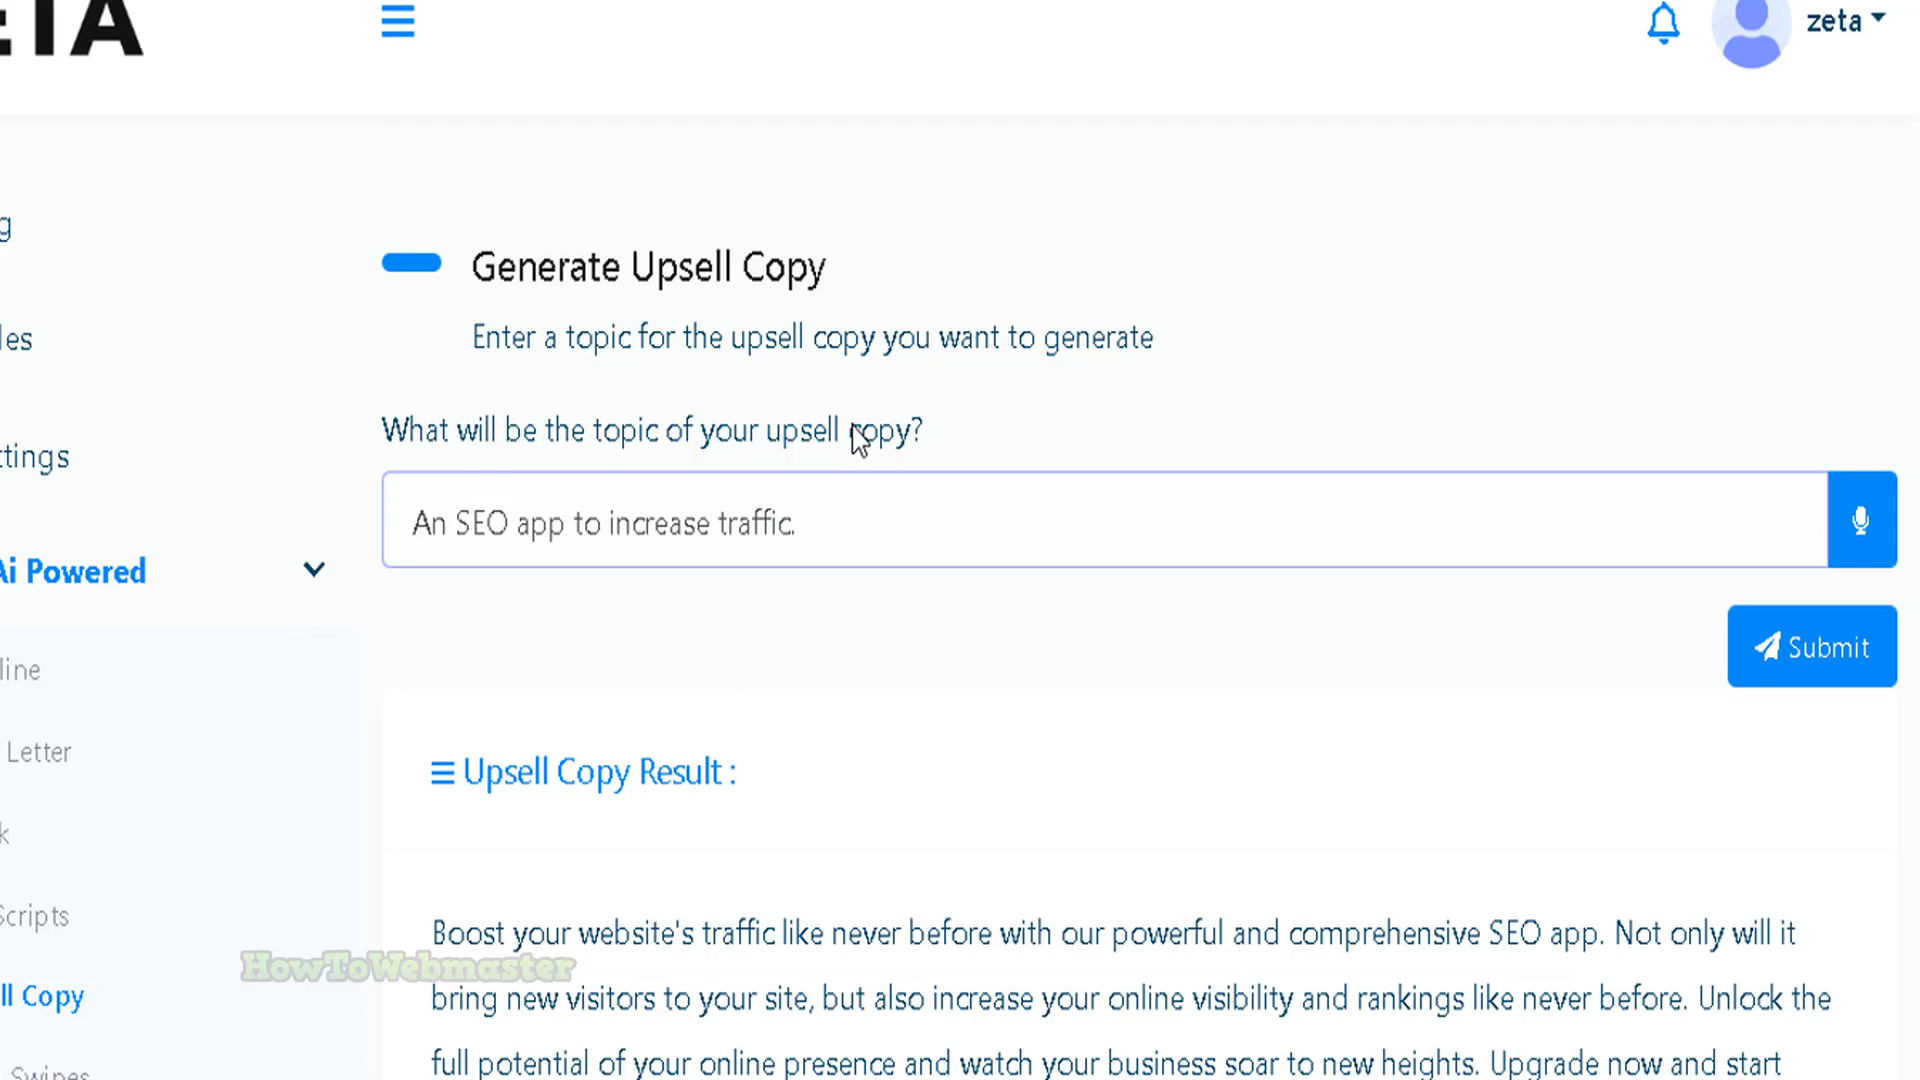 ETA
zeta
g
Generate Upsell Copy
les
Enter a topic for the upsell copy you want to generate
What will be the topic of your upsell copy?
ttings
An SEO app to increase traffic.
Ai Powered
Submit
line
Letter
Upsell Copy Result :
k
Scripts
Boost your website's traffic like never before with our powerful and comprehensive SEO app. Not only will it
HowToWebmaster
ll Copy
bring new visitors to your site, but also increase your online visibility and rankings like never before. Unlock the
full potential of your online presence and watch your business soar to new heights. Upgrade now and start
Swipes